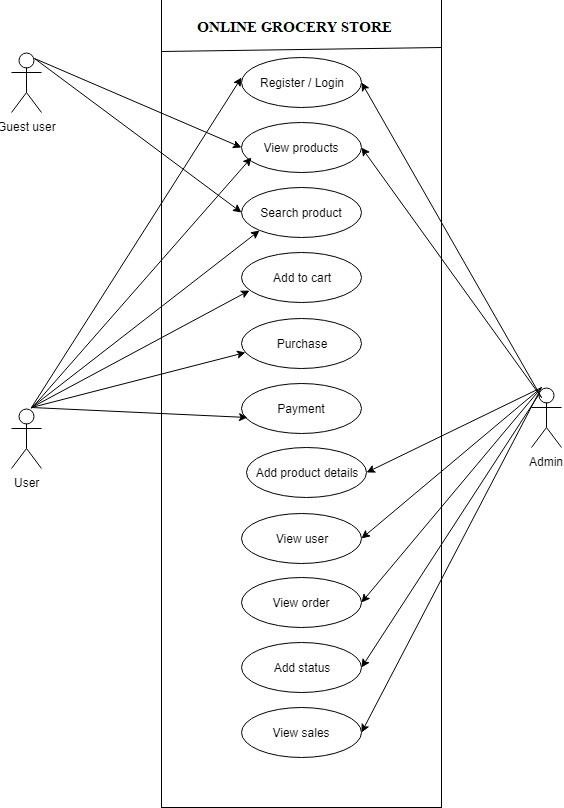 ONLINE GROCERY STORE
Register / Login
Guest user
View products
Search product
Add to cart
Purchase
Payment
User
Admin
Add product details
View user
View order
Add status
View sales